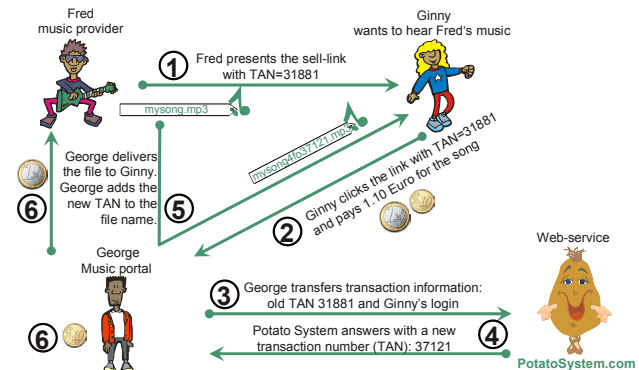 Fred
music provider
Ginny
wants to hear Fred's music
1
Fred presents the sell-link
with TAN=31881
mysong.mp3
mysong4to37121.mp3
George delivers
the file to Ginny.
George adds the
new TAN to the
file name.
5
6
2
Ginny clicks the link with TAN=31881
and pays 1.10 Euro for the song
George
Music portal
6
Web-service
3
George transfers transaction information:
old TAN 31881 and Ginny's login
4
Potato System answers with a new
transaction number (TAN): 37121
PotatoSystem.com